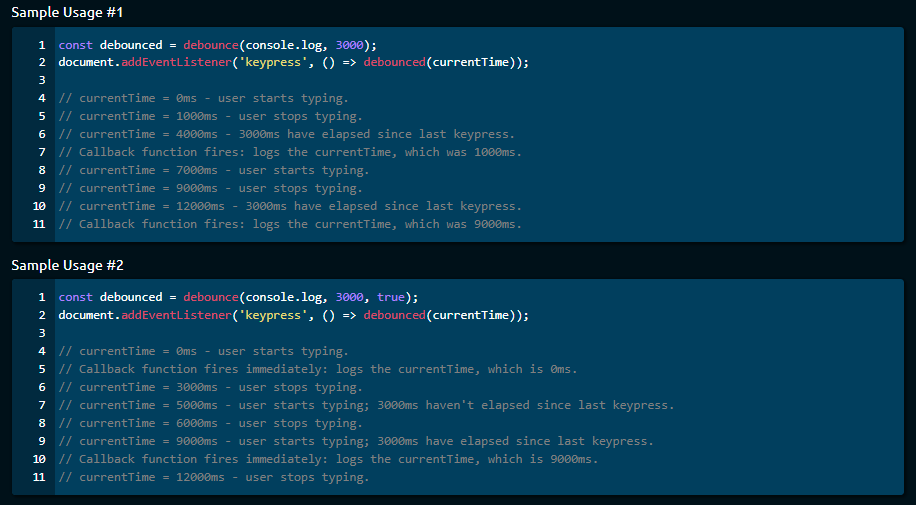 Sample Usage #1
1 const debounced = debounce(console.log, 3000);
2 document.addEventListener('keypress', () => debounced(currentTime));
3
4 // currentTime = 0ms - user starts typing.
5 // currentTime = 1000ms - user stops typing.
6 // currentTime = 4000ms - 3000ms have elapsed since last keypress.
7 // Callback function fires: logs the currentTime, which was 1000ms.
8 // currentTime = 7000ms - user starts typing.
9 // currentTime = 9000ms - user stops typing.
10 // currentTime = 12000ms - 3000ms have elapsed since last keypress.
11 // Callback function fires: logs the currentTime, which was 9000ms.
Sample Usage #2
1 const debounced = debounce(console.log, 3000, true);
2 document.addEventListener('keypress', () => debounced(currentTime));
3
4 // currentTime = 0ms - user starts typing.
5 // Callback function fires immediately: logs the currentTime, which is 0ms.
6 // currentTime = 3000ms - user stops typing.
7 // currentTime = 5000ms - user starts typing; 3000ms haven't elapsed since last keypress.
8 // currentTime = 6000ms - user stops typing.
9 // currentTime = 9000ms - user starts typing; 3000ms have elapsed since last keypress.
10 // Callback function fires immediately: logs the currentTime, which is 9000ms.
11 // currentTime = 12000ms - user stops typing.